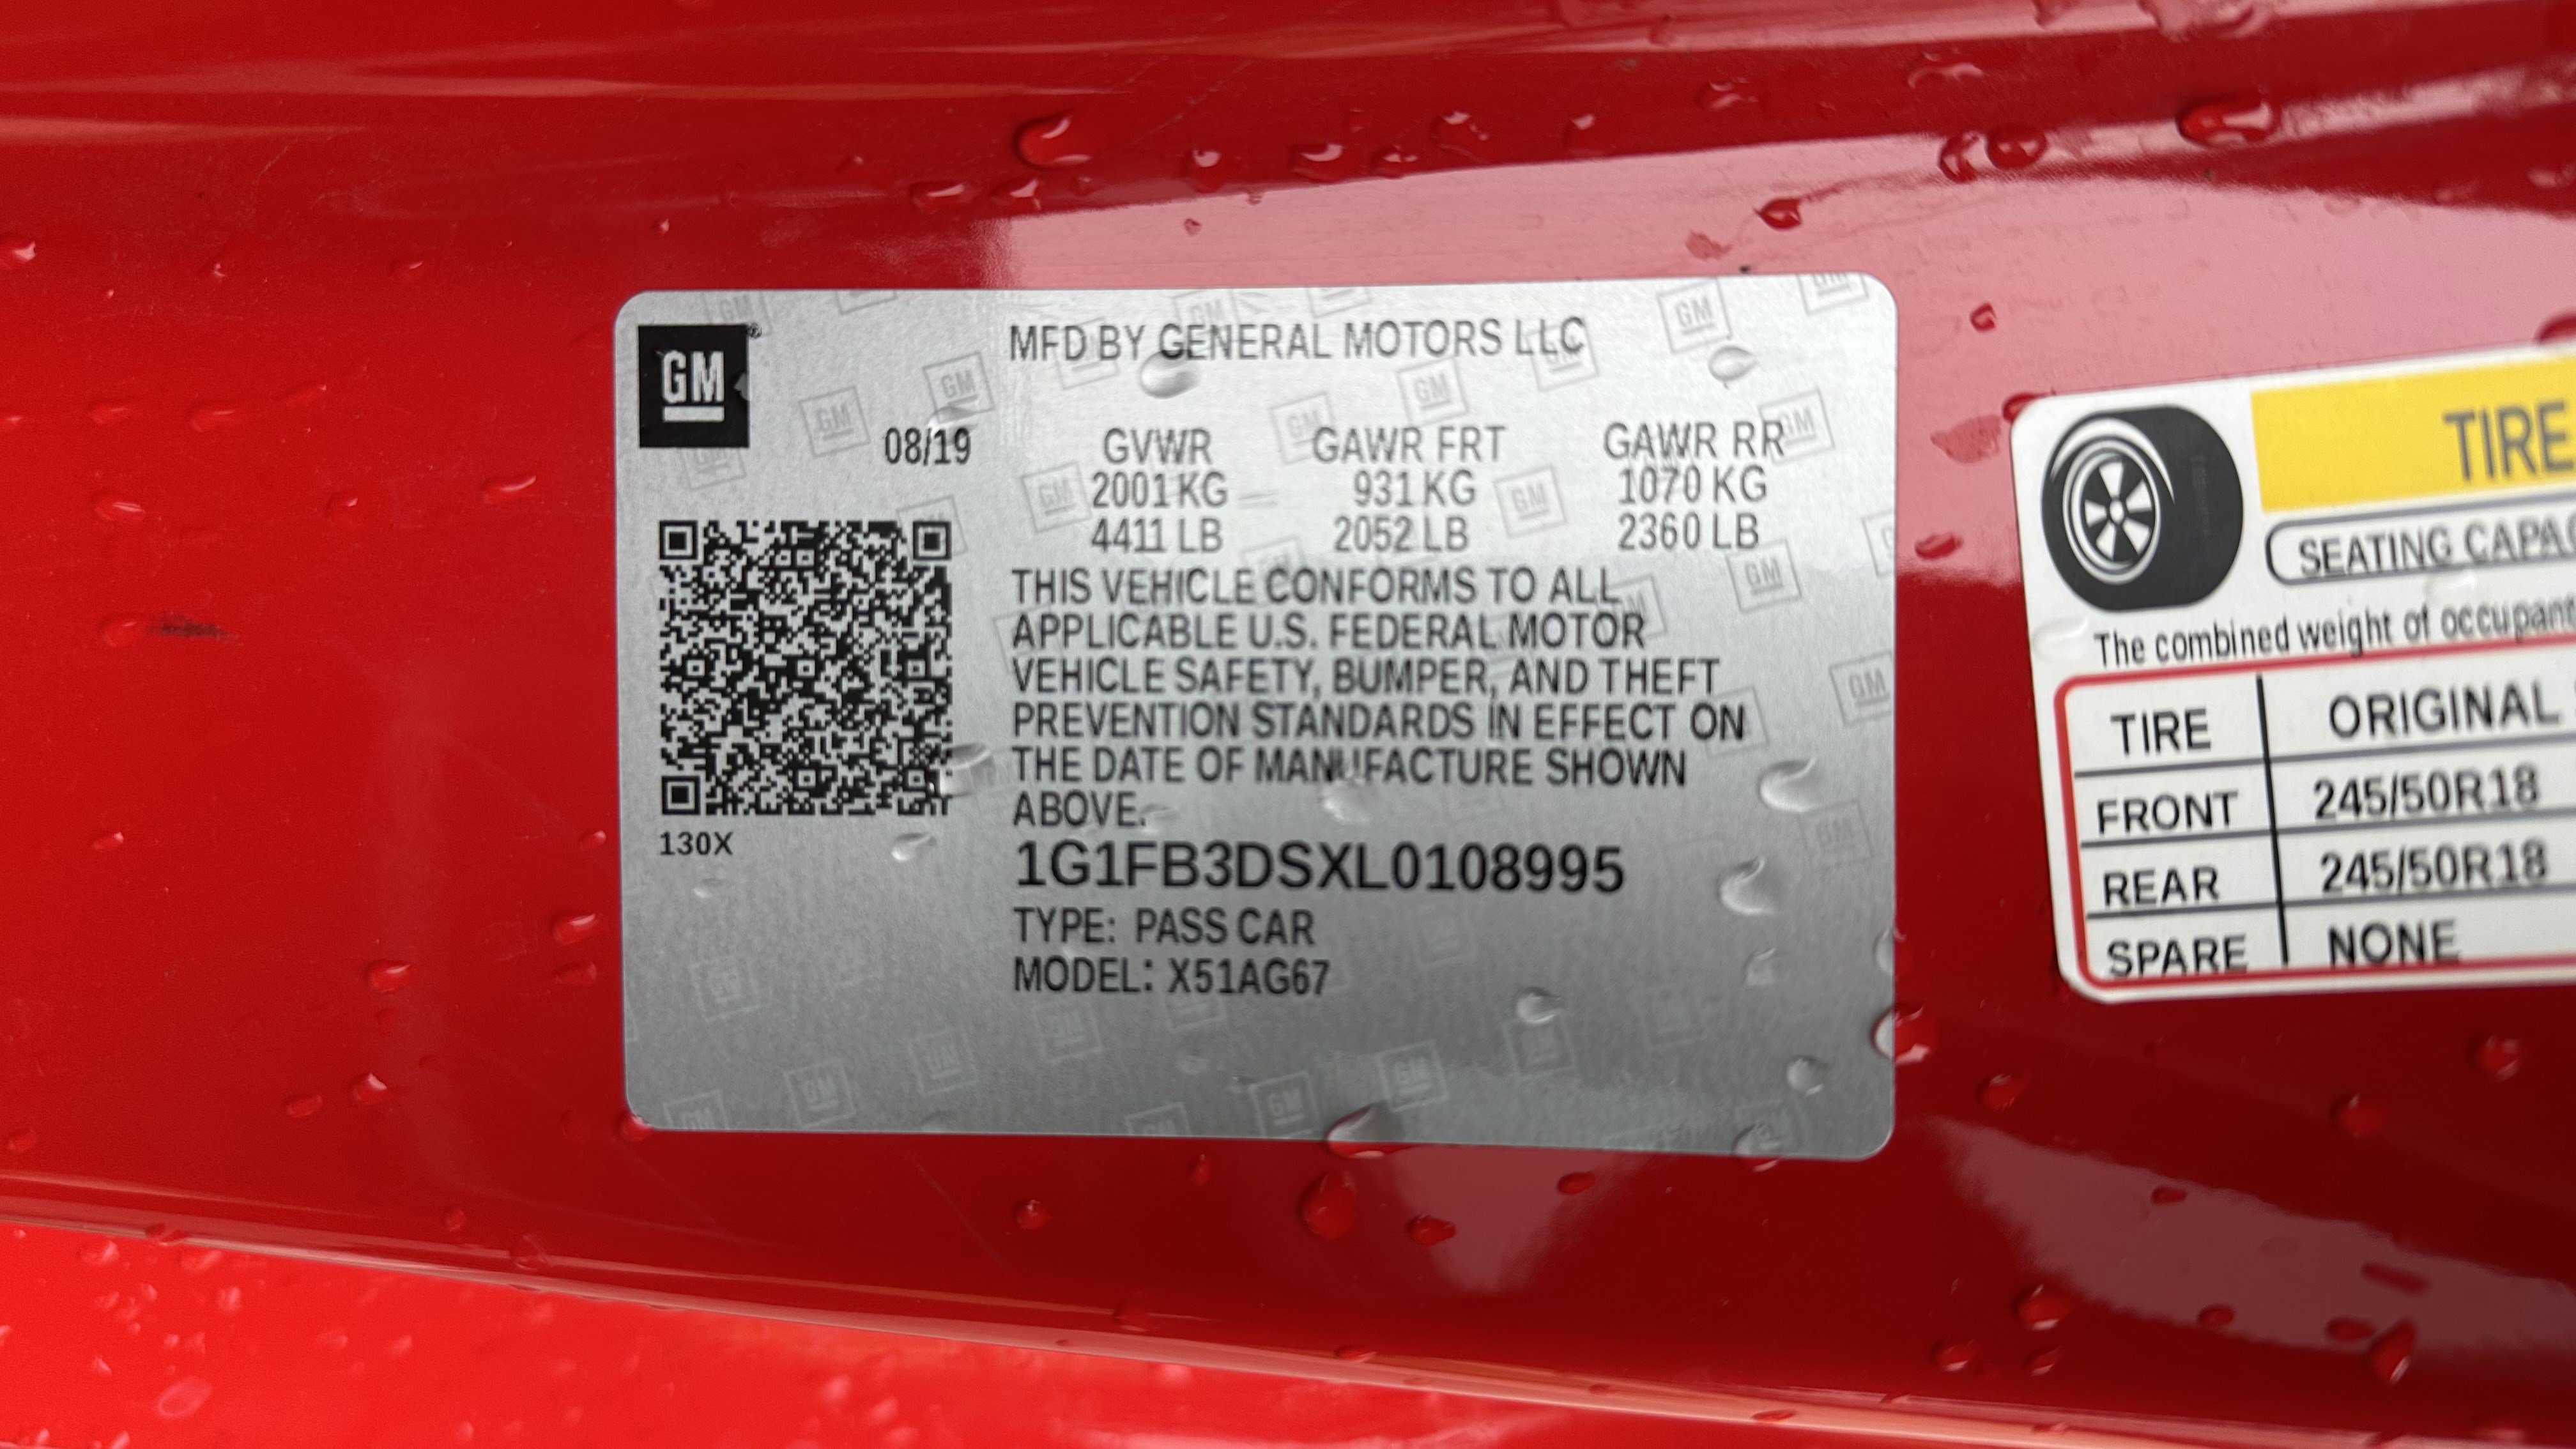 GM
MFD BY GENERAL MOTORS LLC
08/19
GVWR GAWR FRT GAWR RR
2001 KG 931 KG 1070 KG
4411 LB 2052 LB 2360 LB
THIS VEHICLE CONFORMS TO ALL
APPLICABLE U.S. FEDERAL MOTOR
VEHICLE SAFETY, BUMPER, AND THEFT
PREVENTION STANDARDS IN EFFECT ON
THE DATE OF MANUFACTURE SHOWN
ABOVE.
130X
1G1FB3DSXL0108995
TYPE: PASS CAR
MODEL: X51AG67
TIRE
SEATING
The combined weight of
TIRE ORIGINAL
FRONT 245/50R18
REAR 245/50R18
SPARE NONE